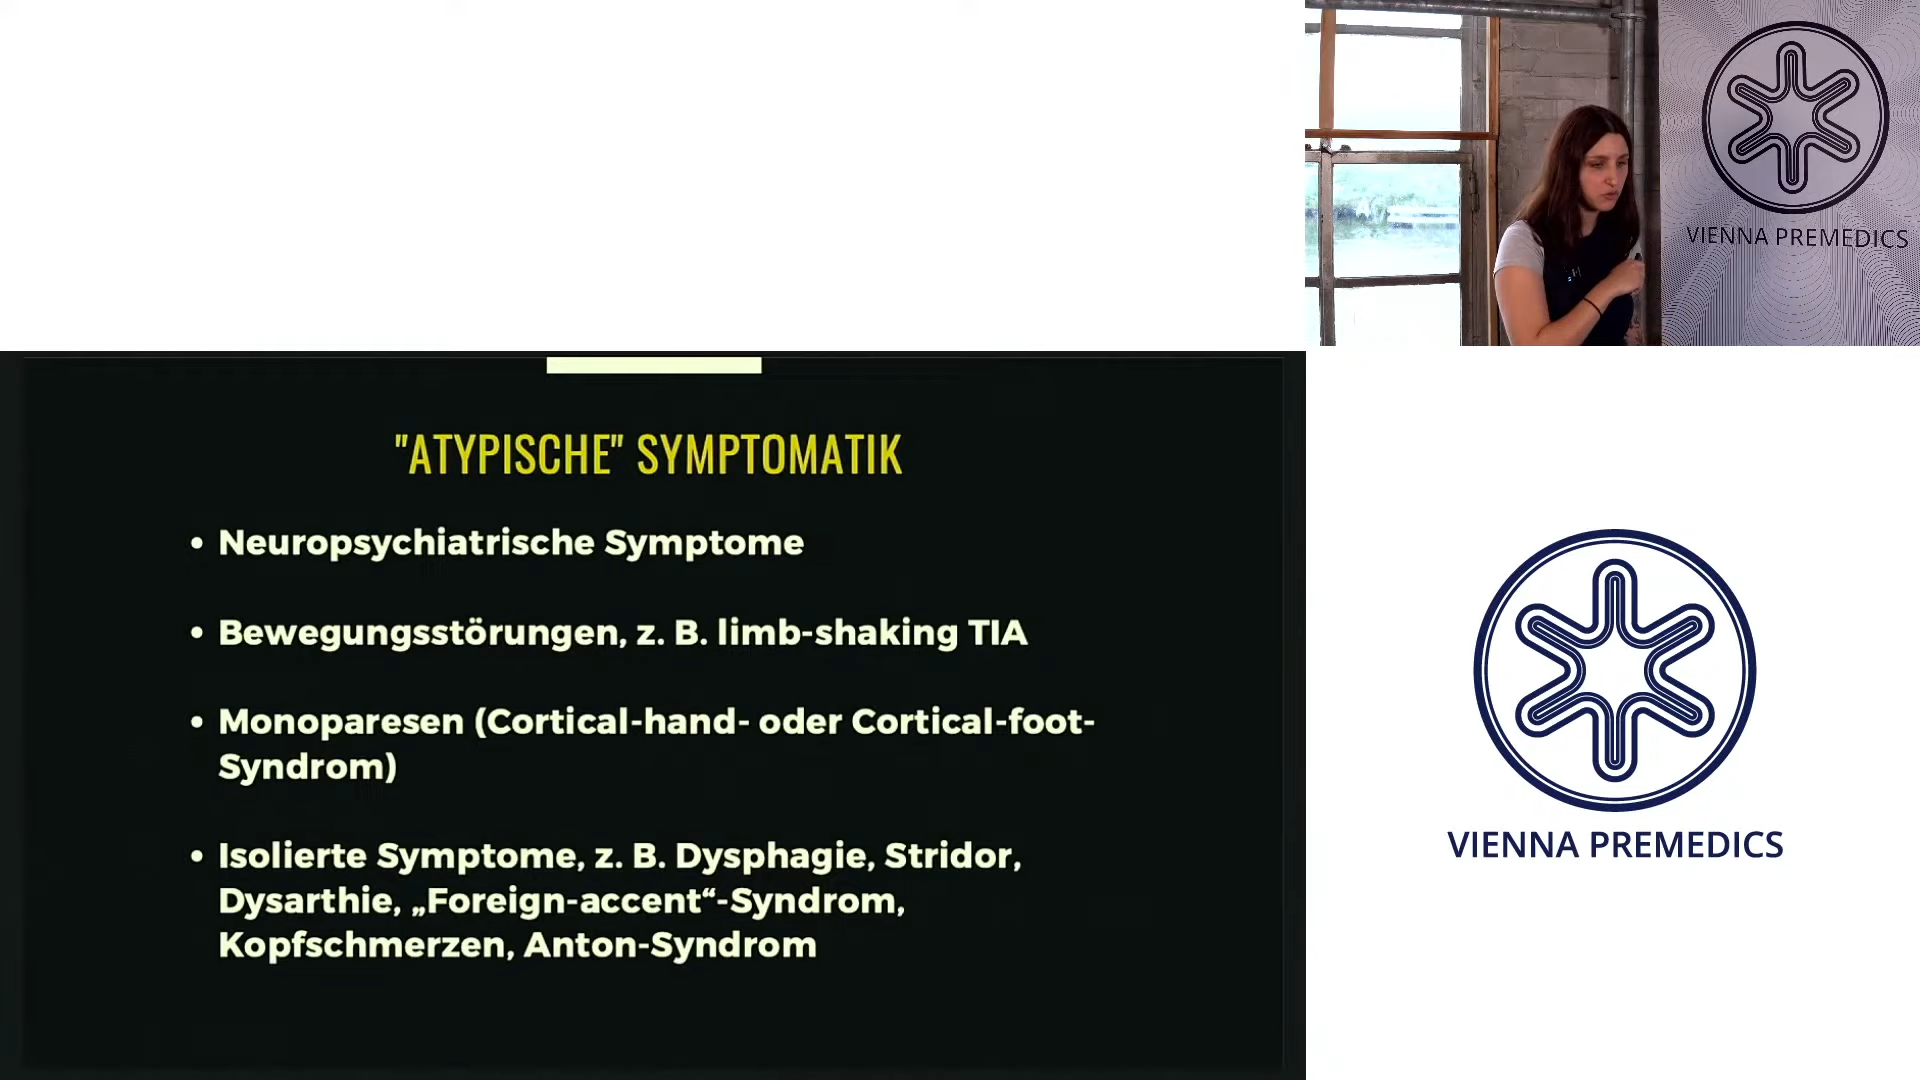 VIENNA PREMEDICS
"ATYPISCHE" SYMPTOMATIK
• Neuropsychiatrische Symptome
• Bewegungsstörungen, z. B. limb-shaking TIA
• Monoparesen (Cortical-hand- oder Cortical-foot-
Syndrom)
• Isolierte Symptome, z. B. Dysphagie, Stridor,
Dysarthie, „Foreign-accent“-Syndrom,
Kopfschmerzen, Anton-Syndrom
VIENNA PREMEDICS